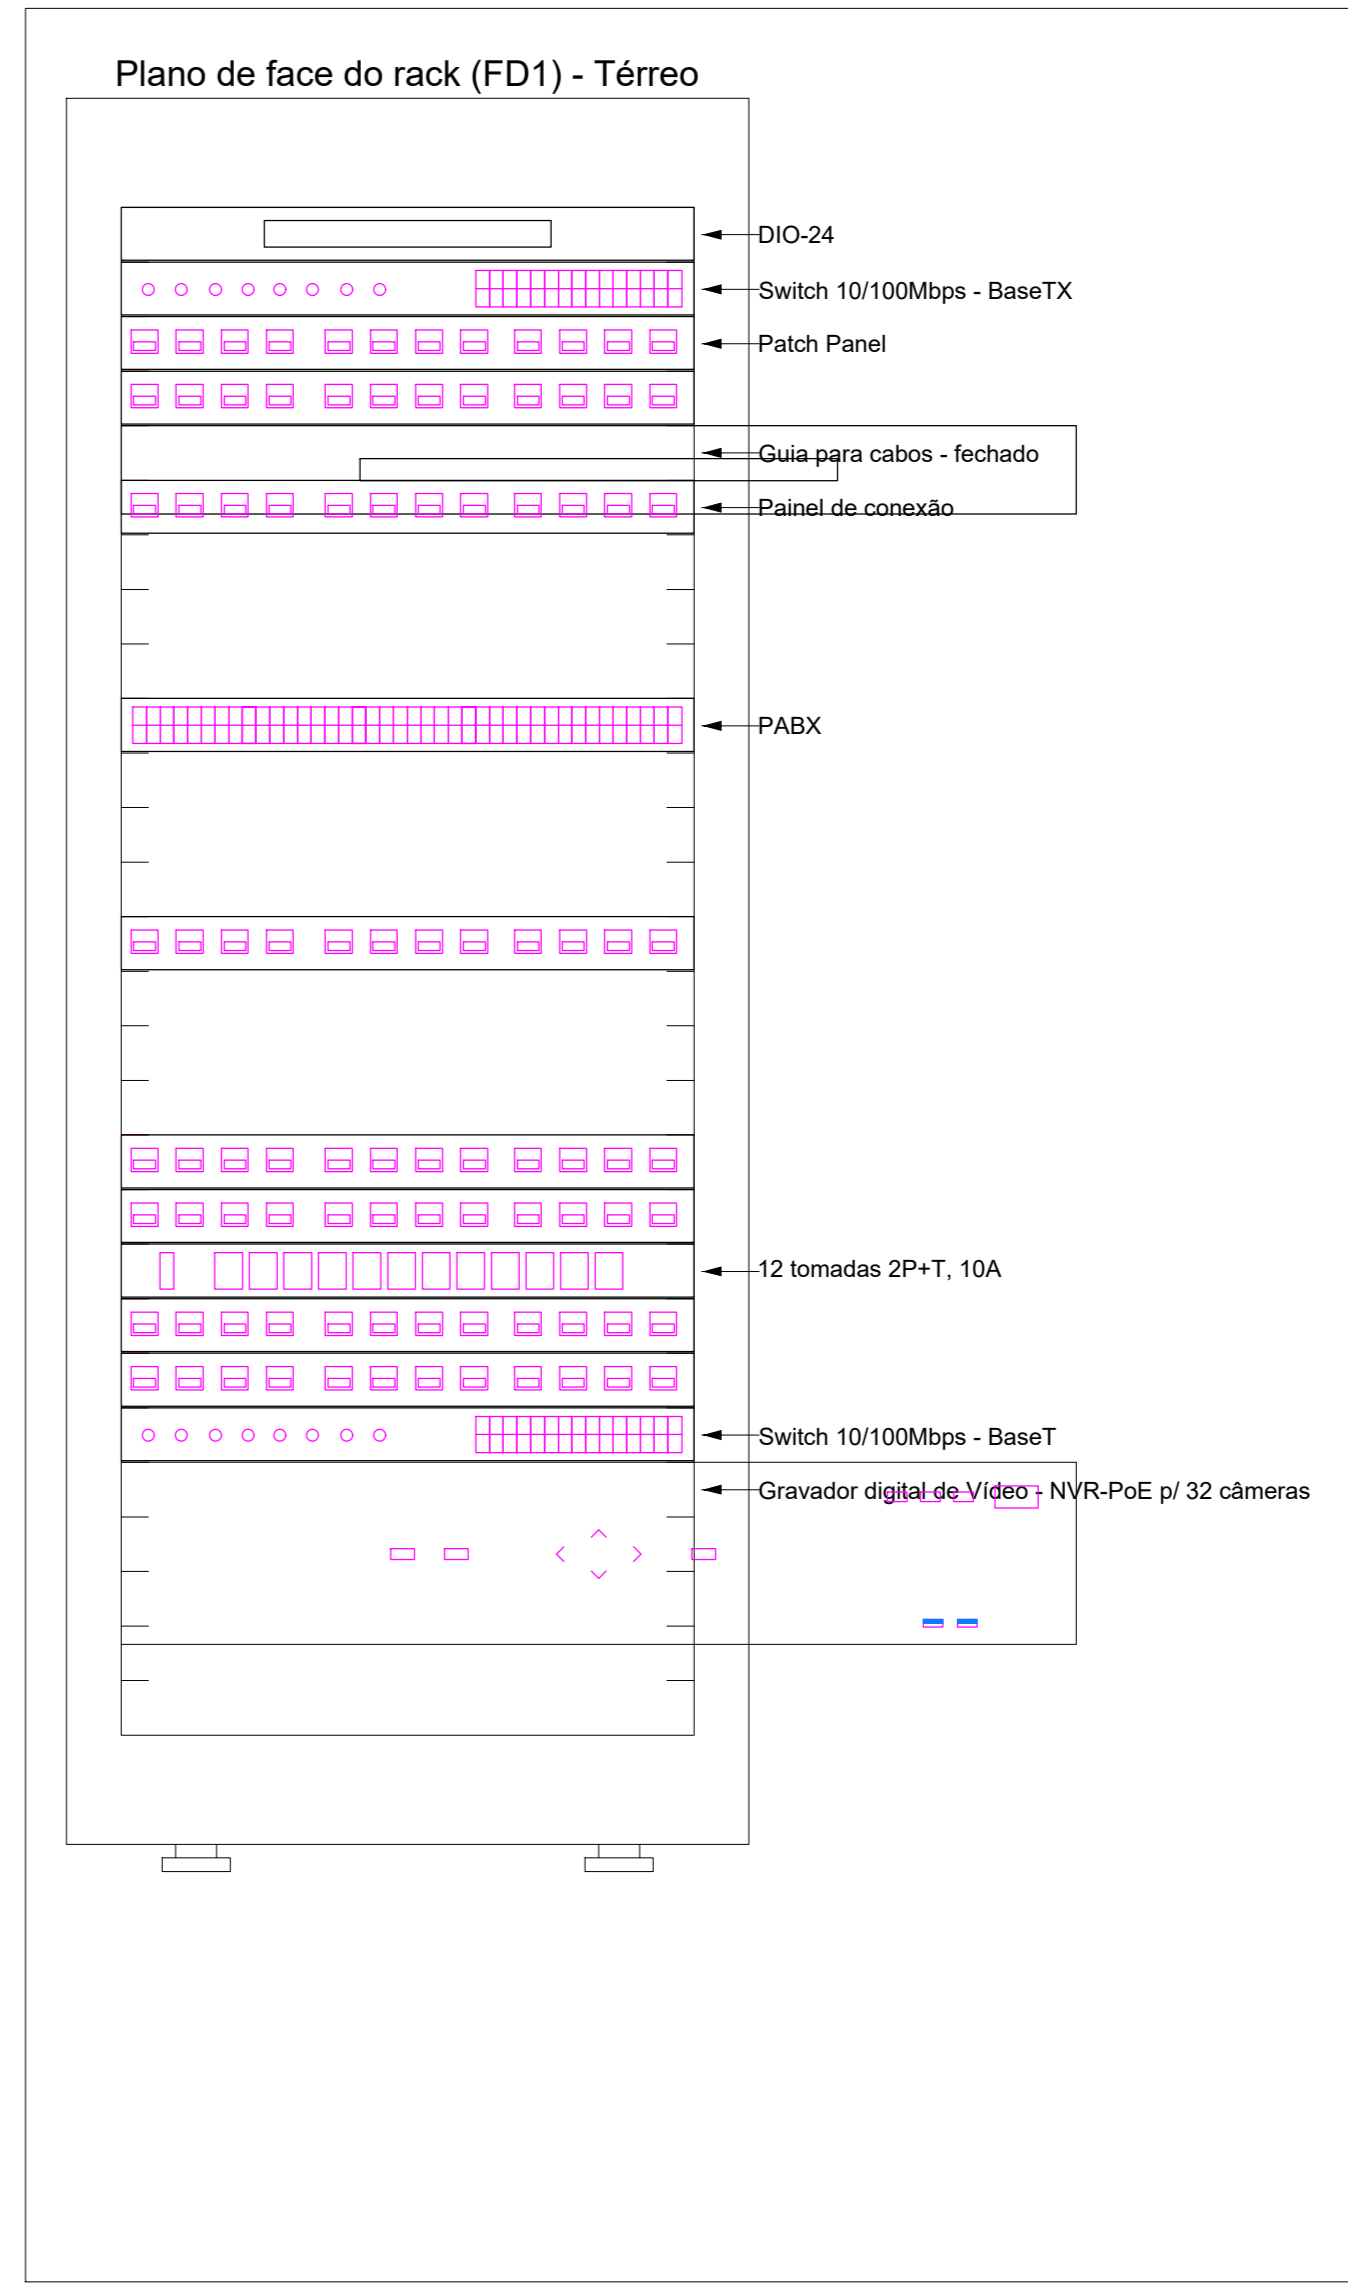 Plano de face do rack (FD1) - Térreo
DIO-24
Switch 10/100Mbps - BaseTX
Patch Panel
Guia para cabos - fechado
Painel de conexão
PABX
12 tomadas 2P+T, 10A
Switch 10/100Mbps - BaseT
Gravador digital de Vídeo - NVR-PoE p/ 32 câmeras